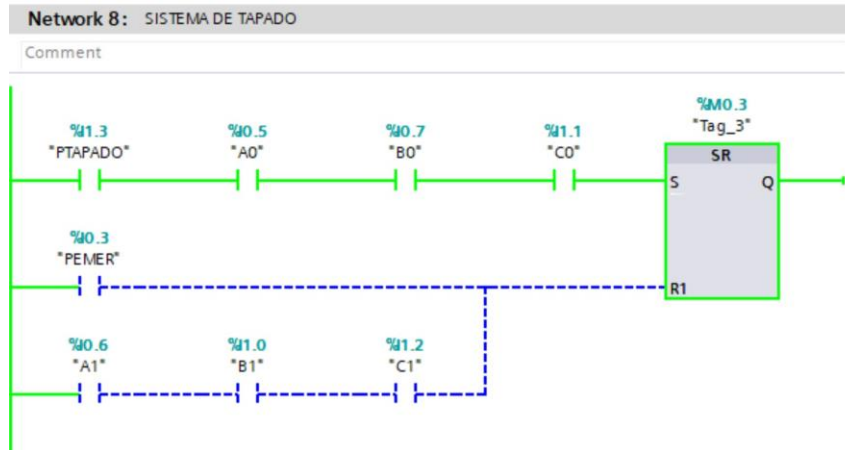 Network 8: SISTEMA DE TAPADO
Comment
%M0.3
"Tag_3"
%I1.3 %I0.5 %I0.7 %I1.1
"PTAPADO" "A0" "B0" "C0"
SR
S Q
%I0.3
"PEMER"
R1
%I0.6 %I1.0 %I1.2
"A1" "B1" "C1"